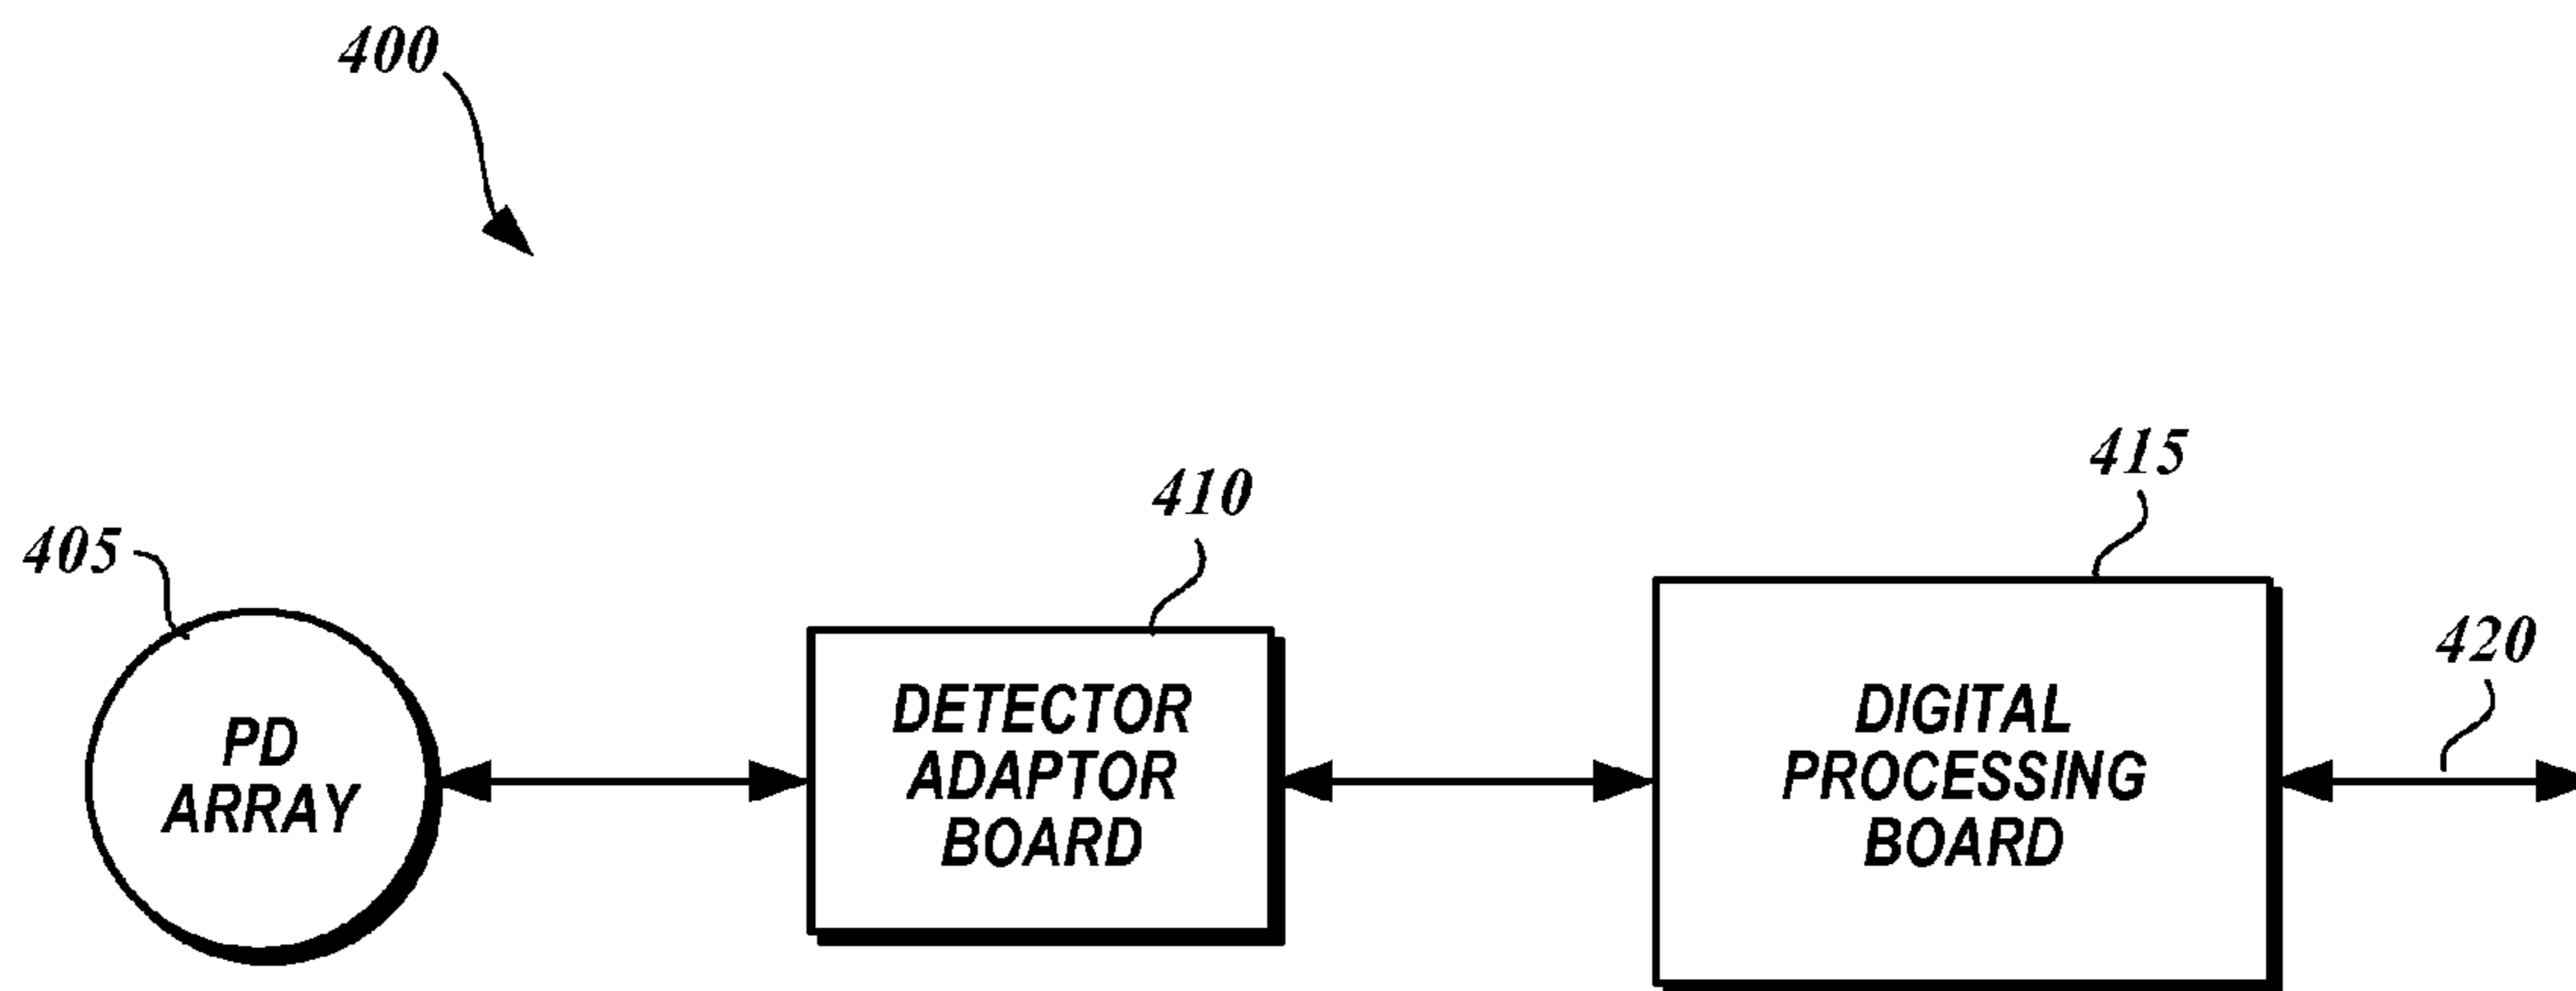 400
405
PD
ARRAY
410
DETECTOR
ADAPTOR
BOARD
415
DIGITAL
PROCESSING
BOARD
420